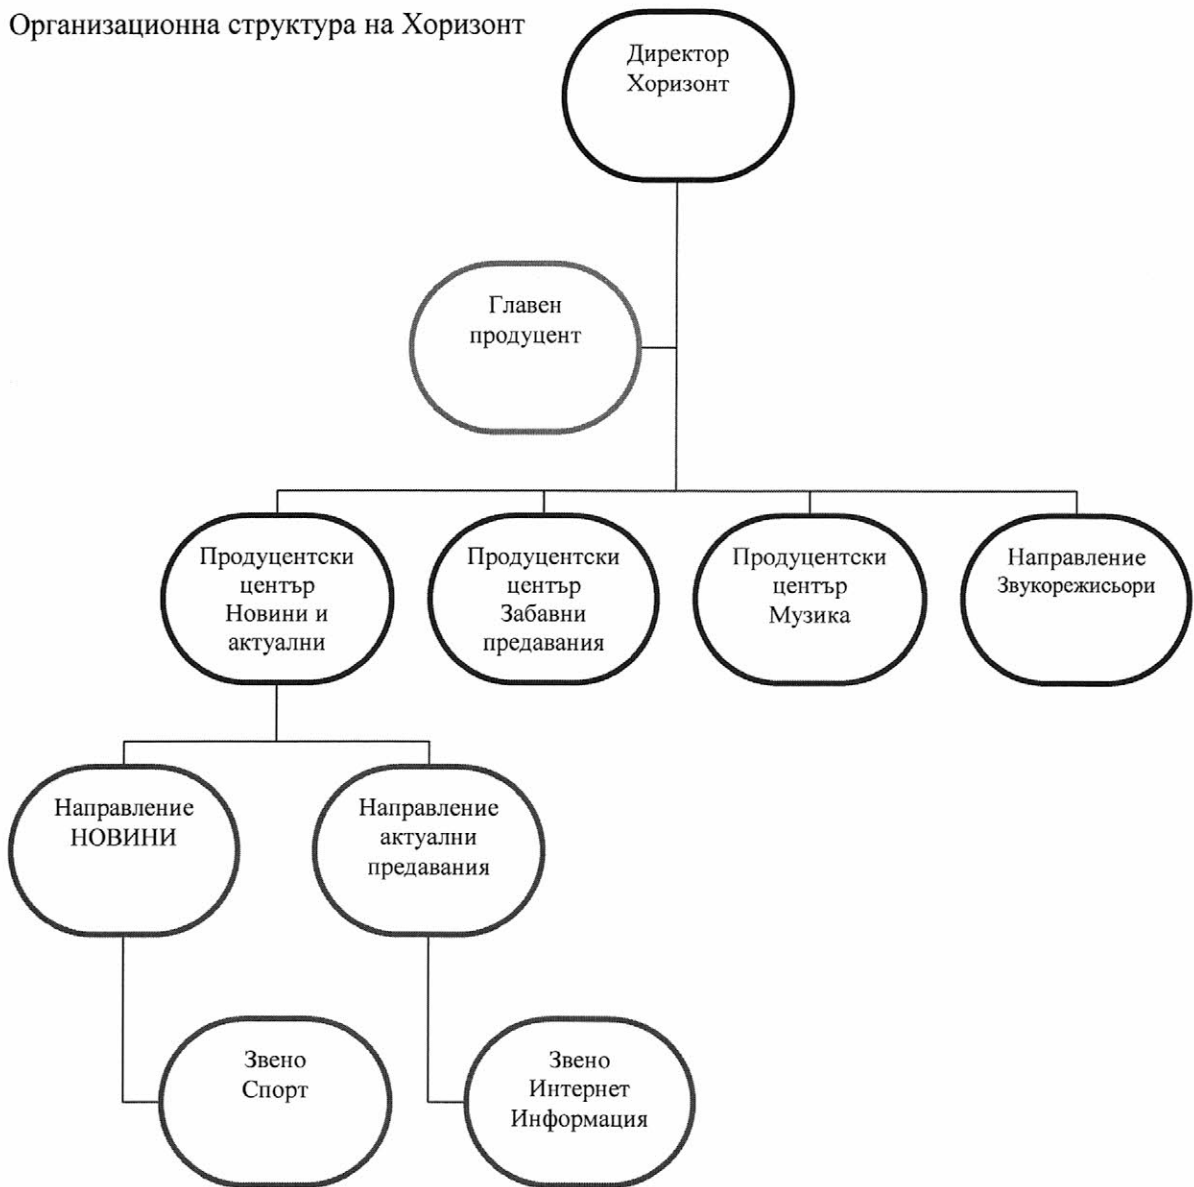 Организационна структура на Хоризонт
Директор
Хоризонт
Главен
продуцент
Продуцентски
център
Новини и
актуални
Продуцентски
център
Забавни
предавания
Продуцентски
център
Музика
Направление
Звукорежисьори
Направление
НОВИНИ
Направление
актуални
предавания
Звено
Спорт
Звено
Интернет
Информация